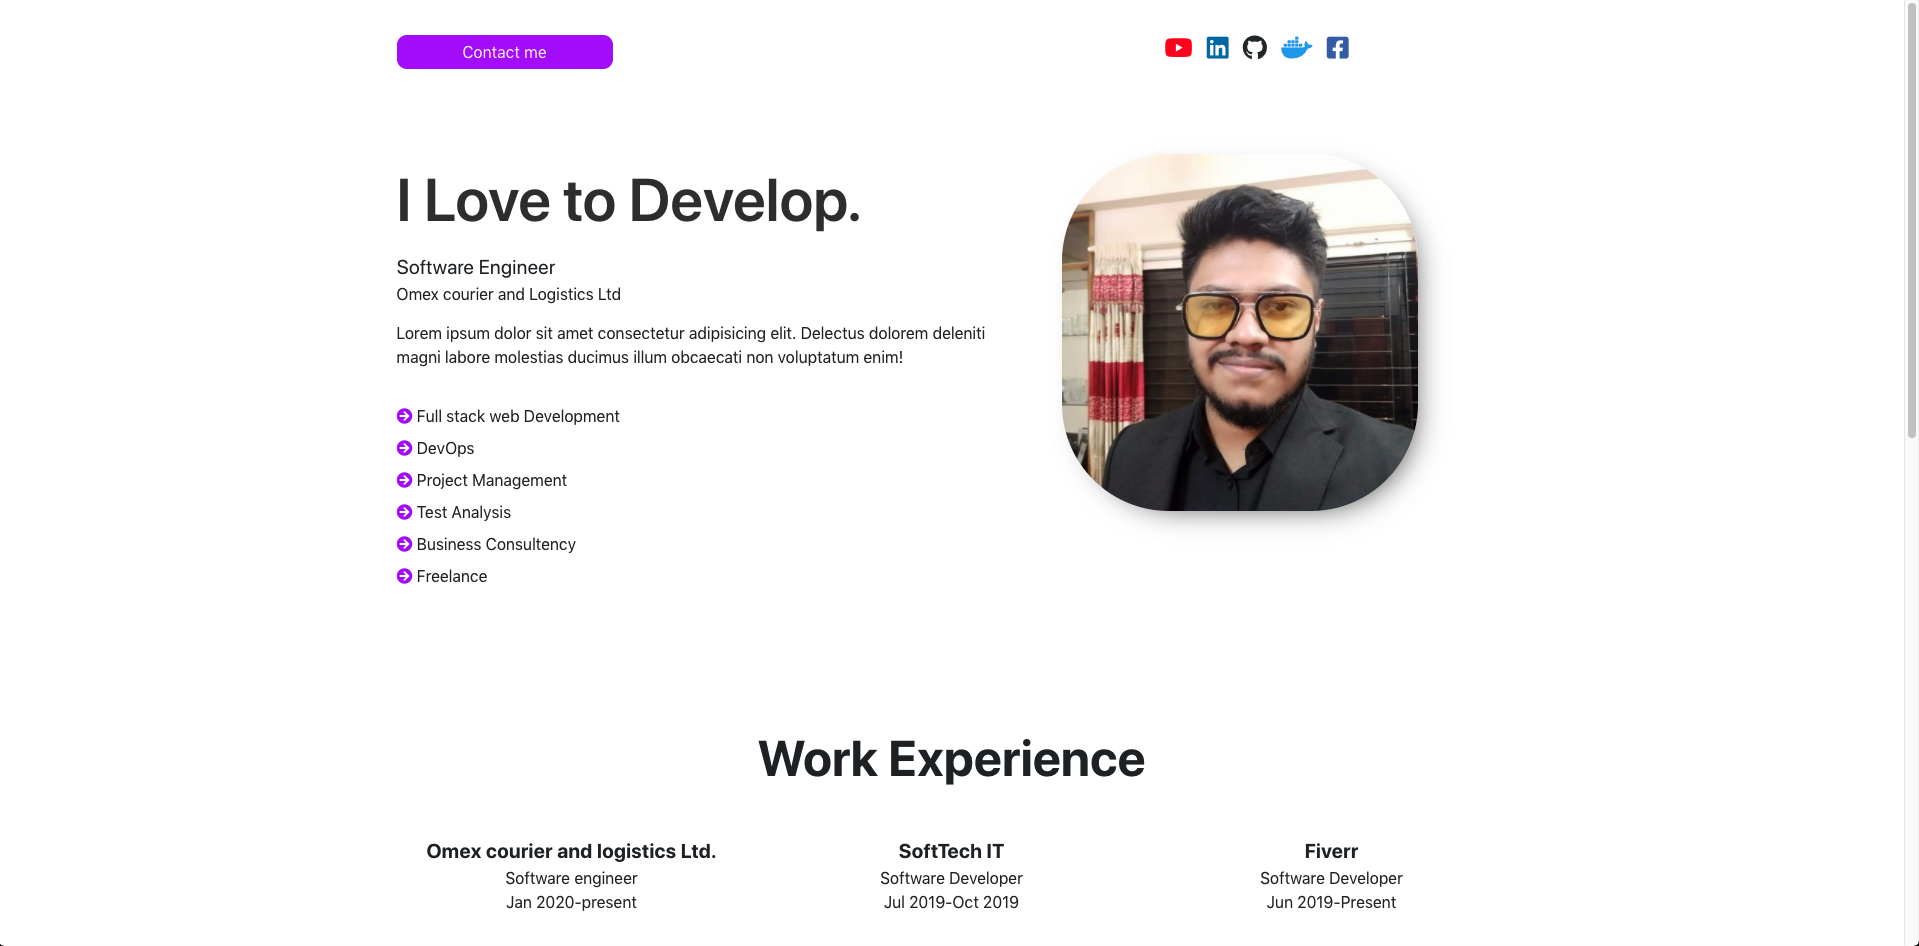 Contact me
I Love to Develop.
Software Engineer
Omex courier and Logistics Ltd
Lorem ipsum dolor sit amet consectetur adipisicing elit. Delectus dolorem deleniti
magni labore molestias ducimus illum obcaecati non voluptatum enim!
Full stack web Development
DevOps
Project Management
Test Analysis
Business Consultency
Freelance
Work Experience
Omex courier and logistics Ltd.
Software engineer
Jan 2020-present
SoftTech IT
Software Developer
Jul 2019-Oct 2019
Fiverr
Software Developer
Jun 2019-Present